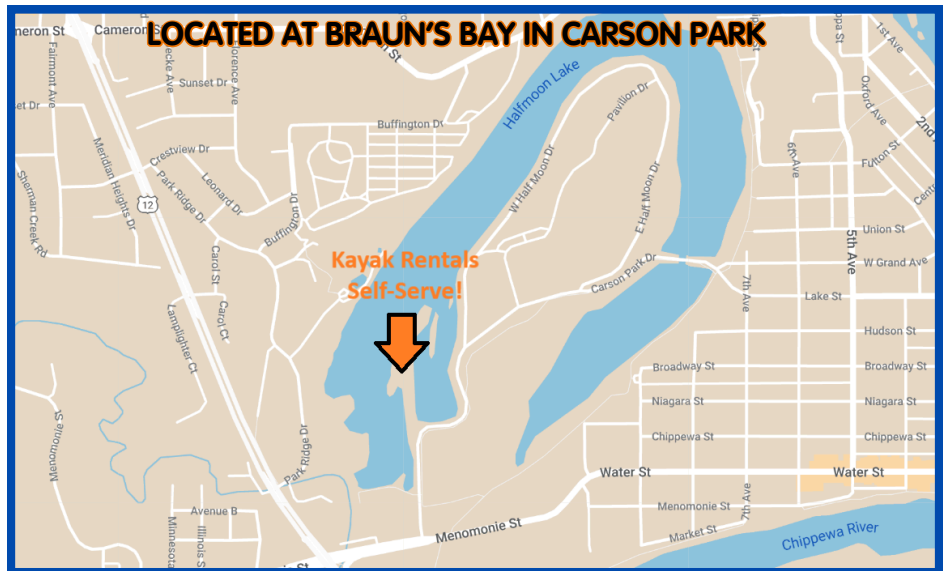 LOCATED AT BRAUN'S BAY IN CARSON PARK
meron St
Cameron St
1st Ave
Fairmont Ave
Florence Ave
Sunset Dr
Oxford Ave
2nd
Halfmoon Lake
Pavilion Dr
Buffington Dr
Crestview Dr
6th Ave
Fulton St
Meridian Heights Dr
Park Ridge Dr
Leonard Dr
W Half Moon Dr
E Half Moon Dr
Sherman Creek Rd
12
Union St
5th Ave
Carol St
Kayak Rentals
Self-Serve!
Carson Park Dr
W Grand Ave
7th Ave
Lake St
Lamplighter Ct
Carol Ct
Hudson St
Broadway St
Broadway St
Niagara St
Niagara St
Menomonie St
Park Ridge Dr
Chippewa St
Chippewa St
Water St
Water St
Avenue B
Menomonie St
7th Ave
Market St
Menomonie St
Chippewa River
Minnesota
Illinois S